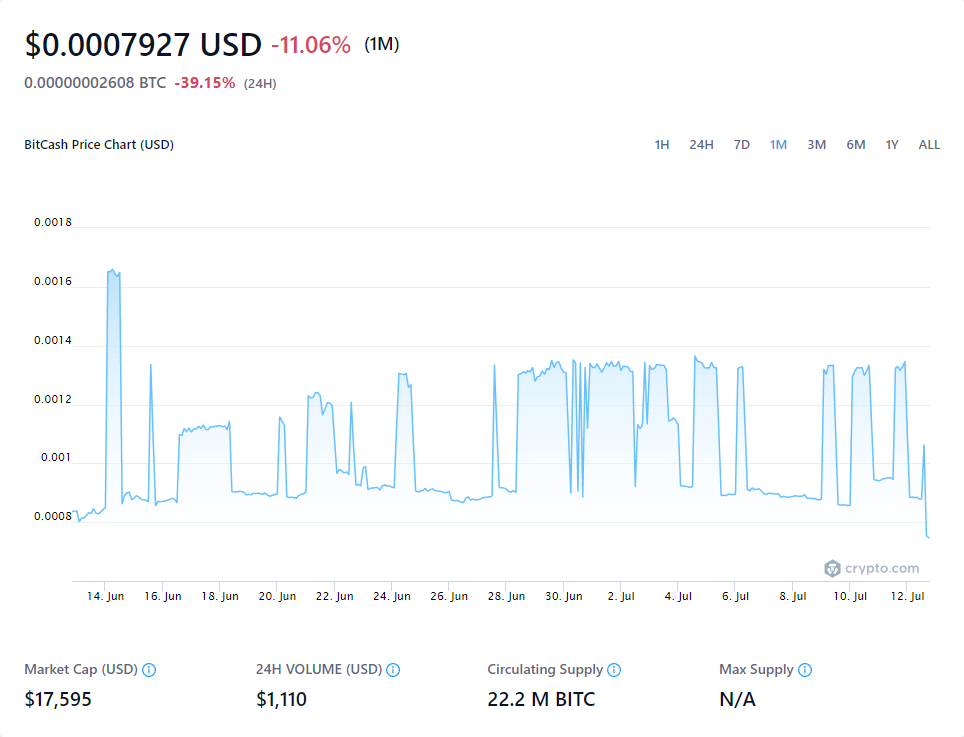 $0.0007927 USD -11.06% (1M)
0.00000002608 BTC -39.15% (24H)
BitCash Price Chart (USD) 1H 24H 7D 1M 3M 6M 1Y ALL
0.0018
0.0016
0.0014
0.0012
0.001
0.0008
crypto.com
14. Jun 16. Jun 18. Jun 20. Jun 22. Jun 24. Jun 26. Jun 28. Jun 30. Jun 2. Jul 4. Jul 6. Jul 8. Jul 10. Jul 12. Jul
Market Cap (USD) 24H VOLUME (USD) Circulating Supply Max Supply
$17,595 $1,110 22.2 M BITC N/A